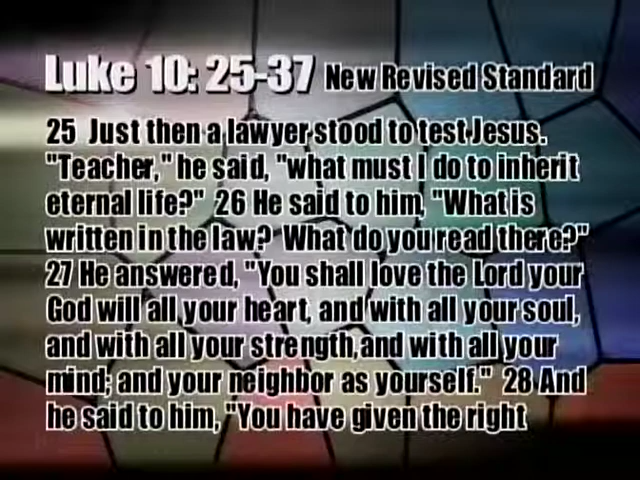 Luke 10: 25-37 New Revised Standard
25 Just then a lawyer stood to test Jesus.
"Teacher," he said, "what must I do to inherit
eternal life?" 26 He said to him, "What is
written in the law? What do you read there?"
27 He answered, "You shall love the Lord your
God will all your heart, and with all your soul,
and with all your strength,and with all your
mind; and your neighbor as yourself." 28 And
he said to him, "You have given the right